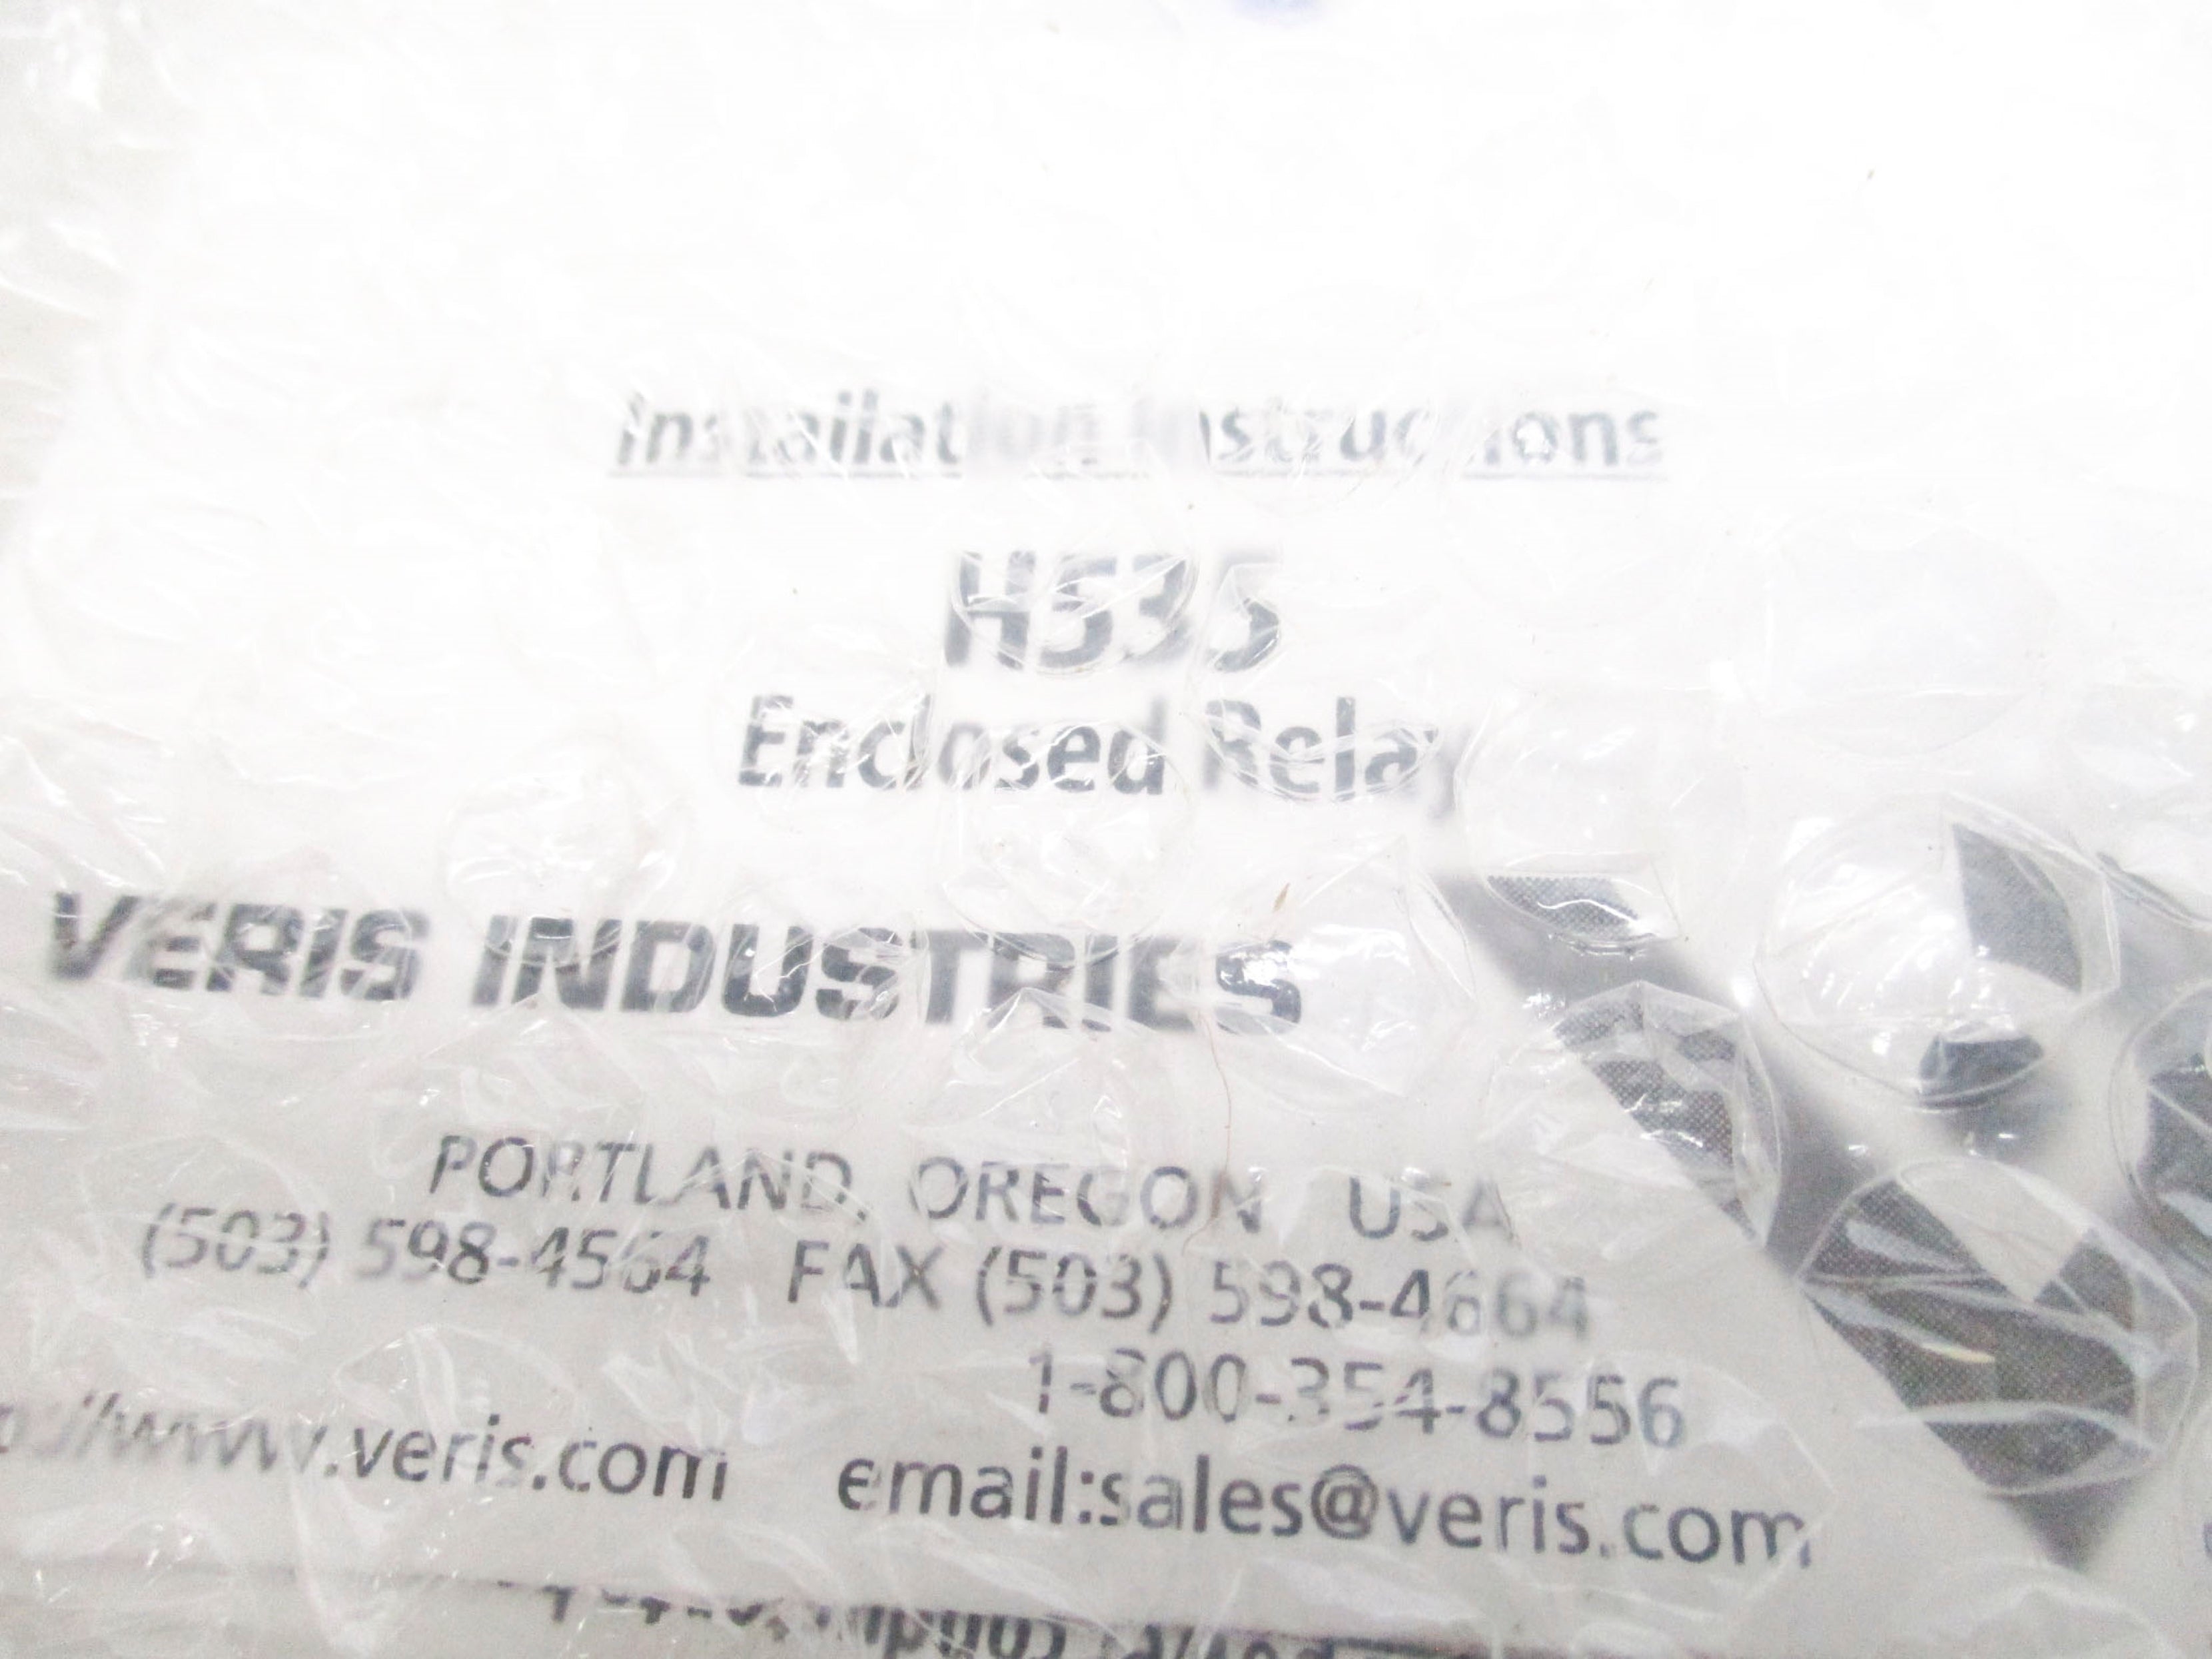 Installation Instructions
H535
Enclosed Relay
VERIS INDUSTRIES
PORTLAND, OREGON USA
(503) 598-4564 FAX (503) 598-4664
1-800-354-8556
p://www.veris.com email:sales@veris.com